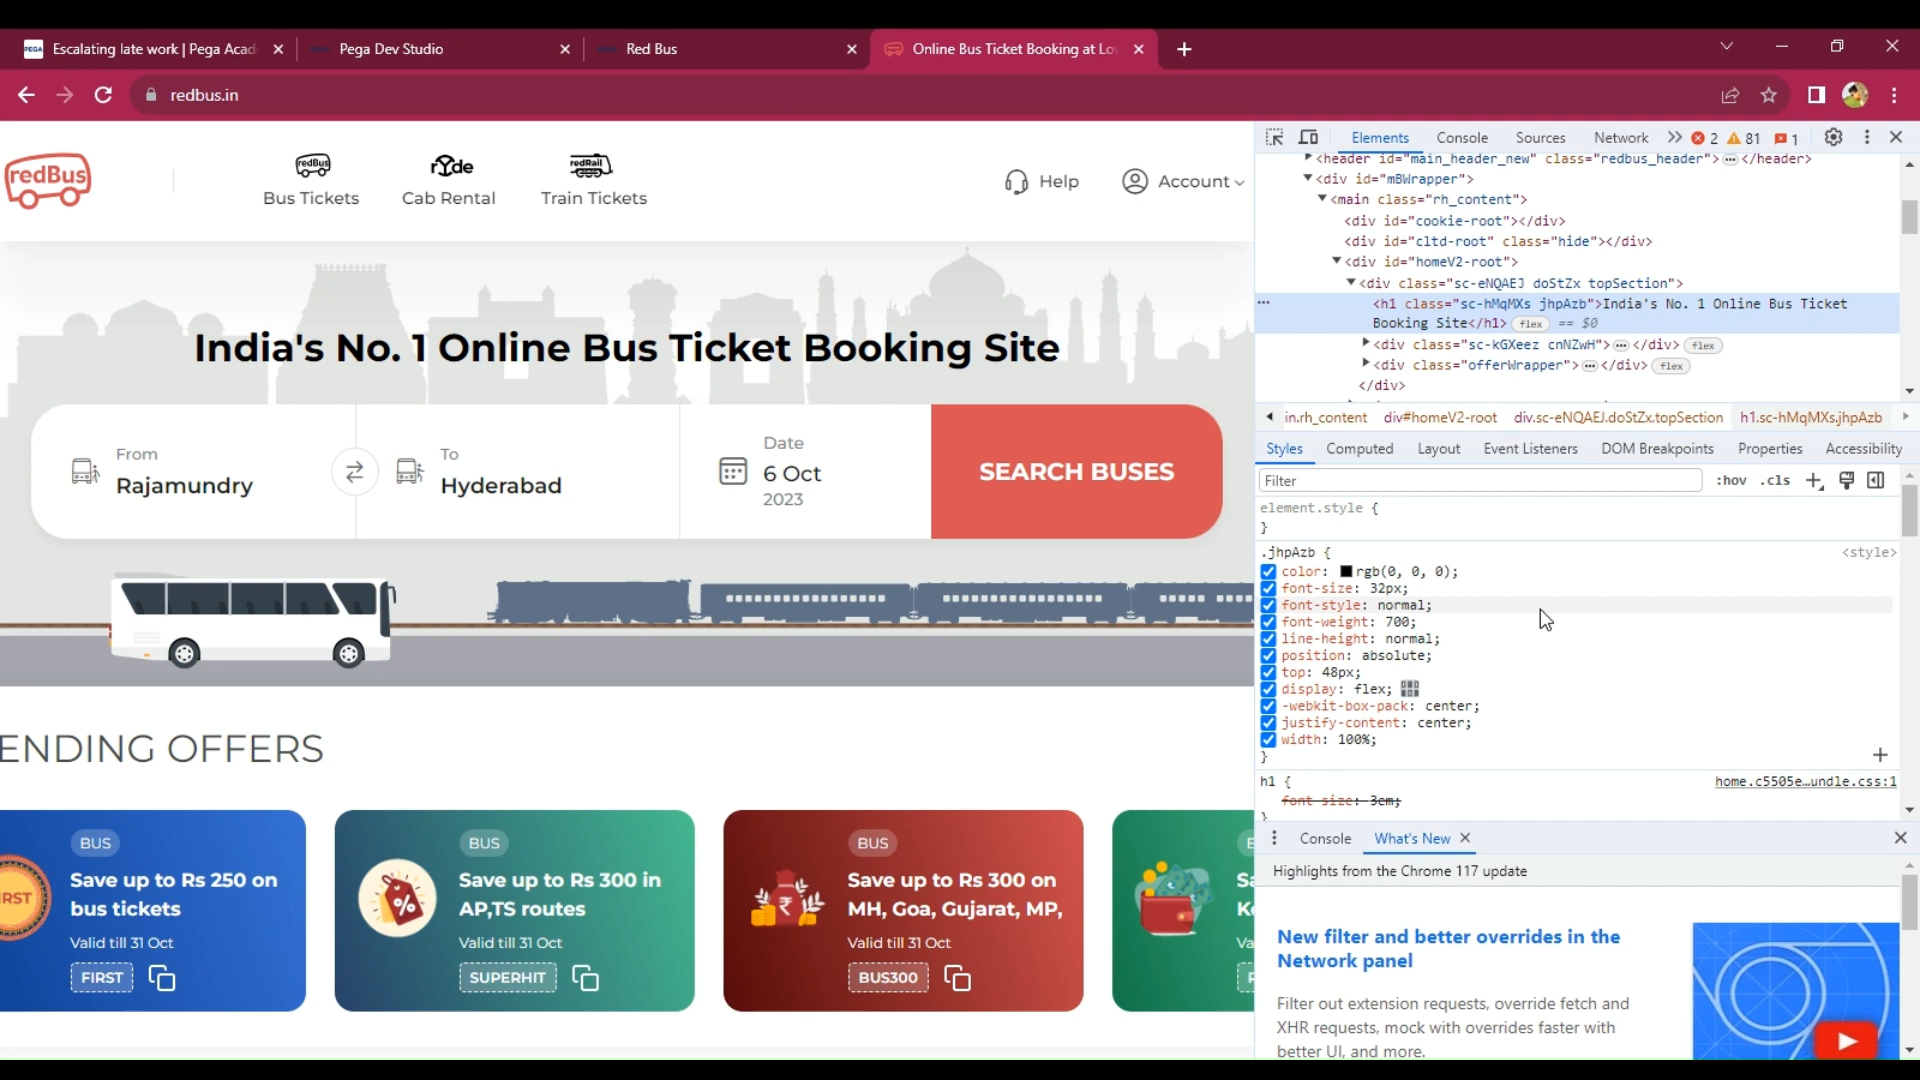 Escalating late work | Pega Acad
Pega Dev Studio
Red Bus
Online Bus Ticket Booking at Lo
redbus.in
redBus
redBus
Bus Tickets
rYde
Cab Rental
redRail
Train Tickets
Help
Account
India's No. 1 Online Bus Ticket Booking Site
From
Rajamundry
To
Hyderabad
Date
6 Oct
2023
SEARCH BUSES
ENDING OFFERS
BUS
Save up to Rs 250 on
bus tickets
Valid till 31 Oct
FIRST
BUS
Save up to Rs 300 in
AP,TS routes
Valid till 31 Oct
SUPERHIT
BUS
Save up to Rs 300 on
MH, Goa, Gujarat, MP,
Valid till 31 Oct
BUS300
Elements Console Sources Network 2 81 1
<header id="main_header_new" class="redbus_header"></header>
<div id="mBWrapper">
<main class="rh_content">
<div id="cookie-root"></div>
<div id="cltd-root" class="hide"></div>
<div id="homeV2-root">
<div class="sc-eNQAEJ doStZx topSection">
<h1 class="sc-hMqMXs jhpAzb">India's No. 1 Online Bus Ticket
Booking Site</h1> flex == $0
<div class="sc-kGXeez cnNZwH"></div> flex
<div class="offerWrapper"></div> flex
</div>
in.rh_content div#homeV2-root div.sc-eNQAEJ.doStZx.topSection h1.sc-hMqMXs.jhpAzb
Styles Computed Layout Event Listeners DOM Breakpoints Properties Accessibility
Filter :hov .cls
element.style {
}
.jhpAzb { <style>
color: rgb(0, 0, 0);
font-size: 32px;
font-style: normal;
font-weight: 700;
line-height: normal;
position: absolute;
top: 48px;
display: flex;
-webkit-box-pack: center;
justify-content: center;
width: 100%;
}
h1 { home.c5505e…undle.css:1
font-size: 3em;
}
Console What's New
Highlights from the Chrome 117 update
New filter and better overrides in the
Network panel
Filter out extension requests, override fetch and
XHR requests, mock with overrides faster with
better UI, and more.